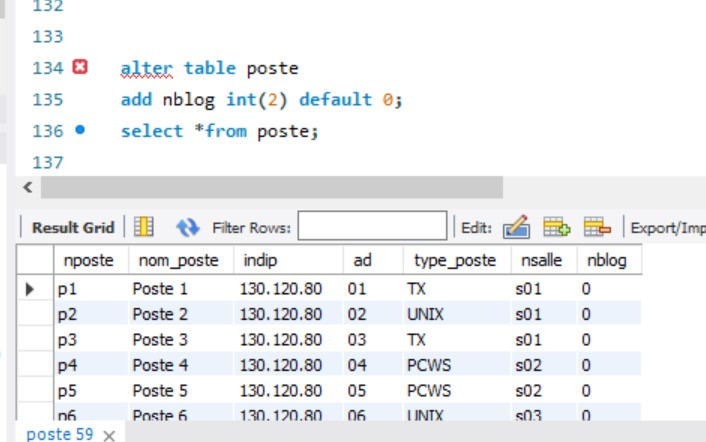 132
133
134 alter table poste
135 add nblog int(2) default 0;
136 select *from poste;
137
Result Grid Filter Rows: Edit: Export/Imp
nposte nom_poste indip ad type_poste nsalle nblog
p1 Poste 1 130.120.80 01 TX s01 0
p2 Poste 2 130.120.80 02 UNIX s01 0
p3 Poste 3 130.120.80 03 TX s01 0
p4 Poste 4 130.120.80 04 PCWS s02 0
p5 Poste 5 130.120.80 05 PCWS s02 0
p6 Poste 6 130.120.80 06 UNIX s03 0
poste 59